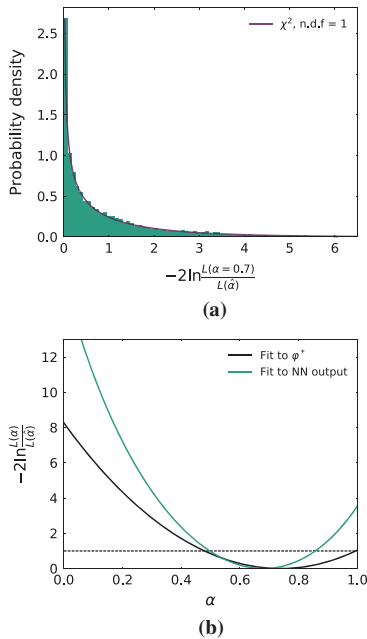 Probability density
2.5
2.0
1.5
1.0
0.5
0.0
χ², n.d.f = 1
0 1 2 3 4 5 6
−2ln L(α = 0.7)/L(α̂)
(a)
−2ln L(α)/L(α̂)
12
10
8
6
4
2
0
Fit to φ*
Fit to NN output
0.0 0.2 0.4 0.6 0.8 1.0
α
(b)